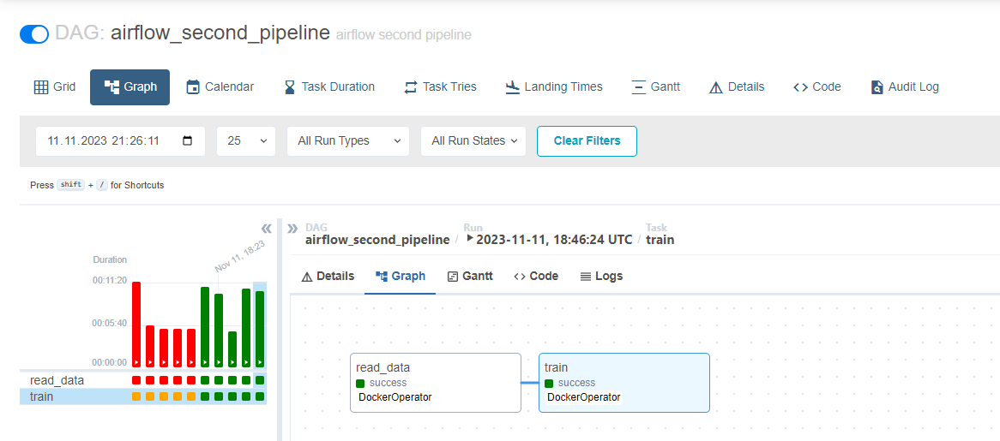 DAG: airflow_second_pipeline airflow second pipeline
Grid Graph Calendar Task Duration Task Tries Landing Times Gantt Details Code Audit Log
11.11.2023 21:26:11 25 All Run Types All Run States Clear Filters
Press shift + / for Shortcuts
DAG Run Task
airflow_second_pipeline / 2023-11-11, 18:46:24 UTC / train
Nov 11, 18:23
Duration
00:11:20
00:05:40
00:00:00
read_data
train
Details Graph Gantt Code Logs
read_data
success
DockerOperator
train
success
DockerOperator